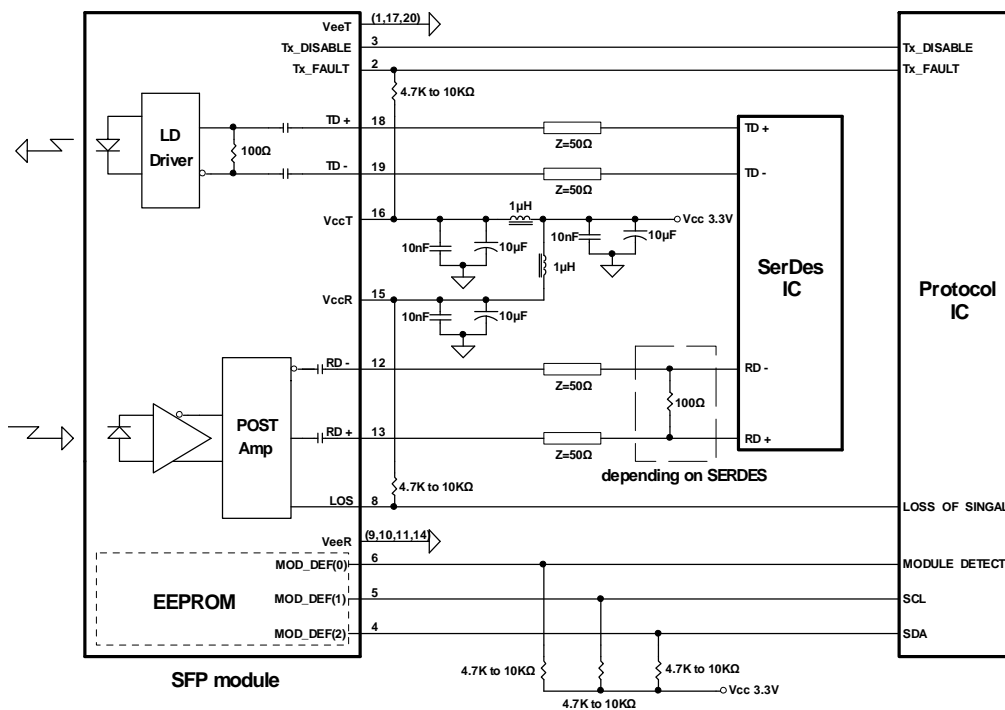 VeeT
(1,17,20)
Tx_DISABLE
3
Tx_DISABLE
Tx_FAULT
2
Tx_FAULT
4.7K to 10KΩ
LD
Driver
100Ω
TD +
18
Z=50Ω
TD +
TD -
19
Z=50Ω
TD -
VccT
16
1µH
10nF
10µF
10nF
10µF
Vcc 3.3V
1µH
VccR
15
10nF
10µF
SerDes
IC
Protocol
IC
RD -
12
Z=50Ω
RD -
100Ω
POST
Amp
RD +
13
Z=50Ω
RD +
depending on SERDES
4.7K to 10KΩ
LOS
8
LOSS OF SINGAL
VeeR
(9,10,11,14)
EEPROM
MOD_DEF(0)
6
MODULE DETECT
MOD_DEF(1)
5
SCL
MOD_DEF(2)
4
SDA
4.7K to 10KΩ
4.7K to 10KΩ
4.7K to 10KΩ
Vcc 3.3V
SFP module